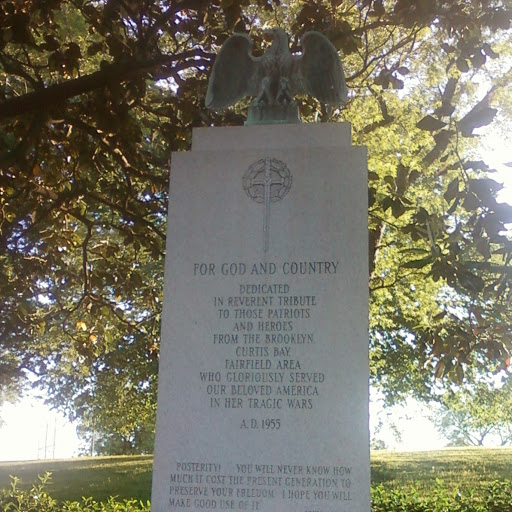 FOR GOD AND COUNTRY
DEDICATED
IN REVERENT TRIBUTE
TO THOSE PATRIOTS
AND HEROES
FROM THE BROOKLYN
CURTIS BAY
FAIRFIELD AREA
WHO GLORIOUSLY SERVED
OUR BELOVED AMERICA
IN HER TRAGIC WARS
A.D. 1955
POSTERITY! YOU WILL NEVER KNOW HOW
MUCH IT COST THE PRESENT GENERATION TO
PRESERVE YOUR FREEDOM. I HOPE YOU WILL
MAKE GOOD USE OF IT